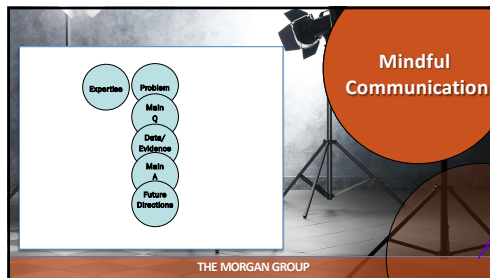 Mindful
Communication
Expertise
Problem
Main
Q
Data/
Evidence
Main
A
Future
Directions
THE MORGAN GROUP